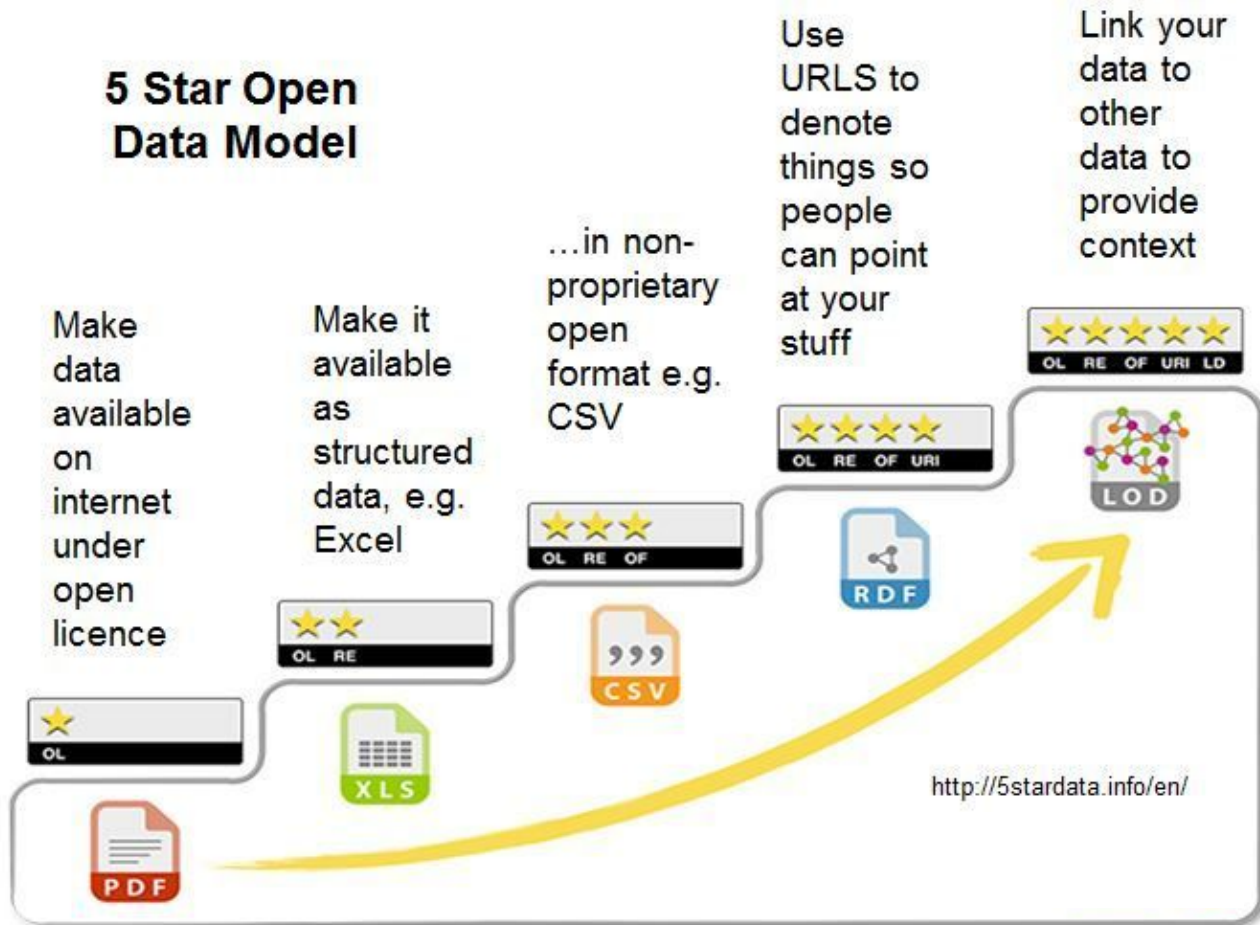 5 Star Open
Data Model
Make
data
available
on
internet
under
open
licence
OL
PDF
Make it
available
as
structured
data, e.g.
Excel
OL RE
XLS
...in non-
proprietary
open
format e.g.
CSV
OL RE OF
,,,
CSV
Use
URLS to
denote
things so
people
can point
at your
stuff
OL RE OF URI
RDF
Link your
data to
other
data to
provide
context
OL RE OF URI LD
LOD
http://5stardata.info/en/